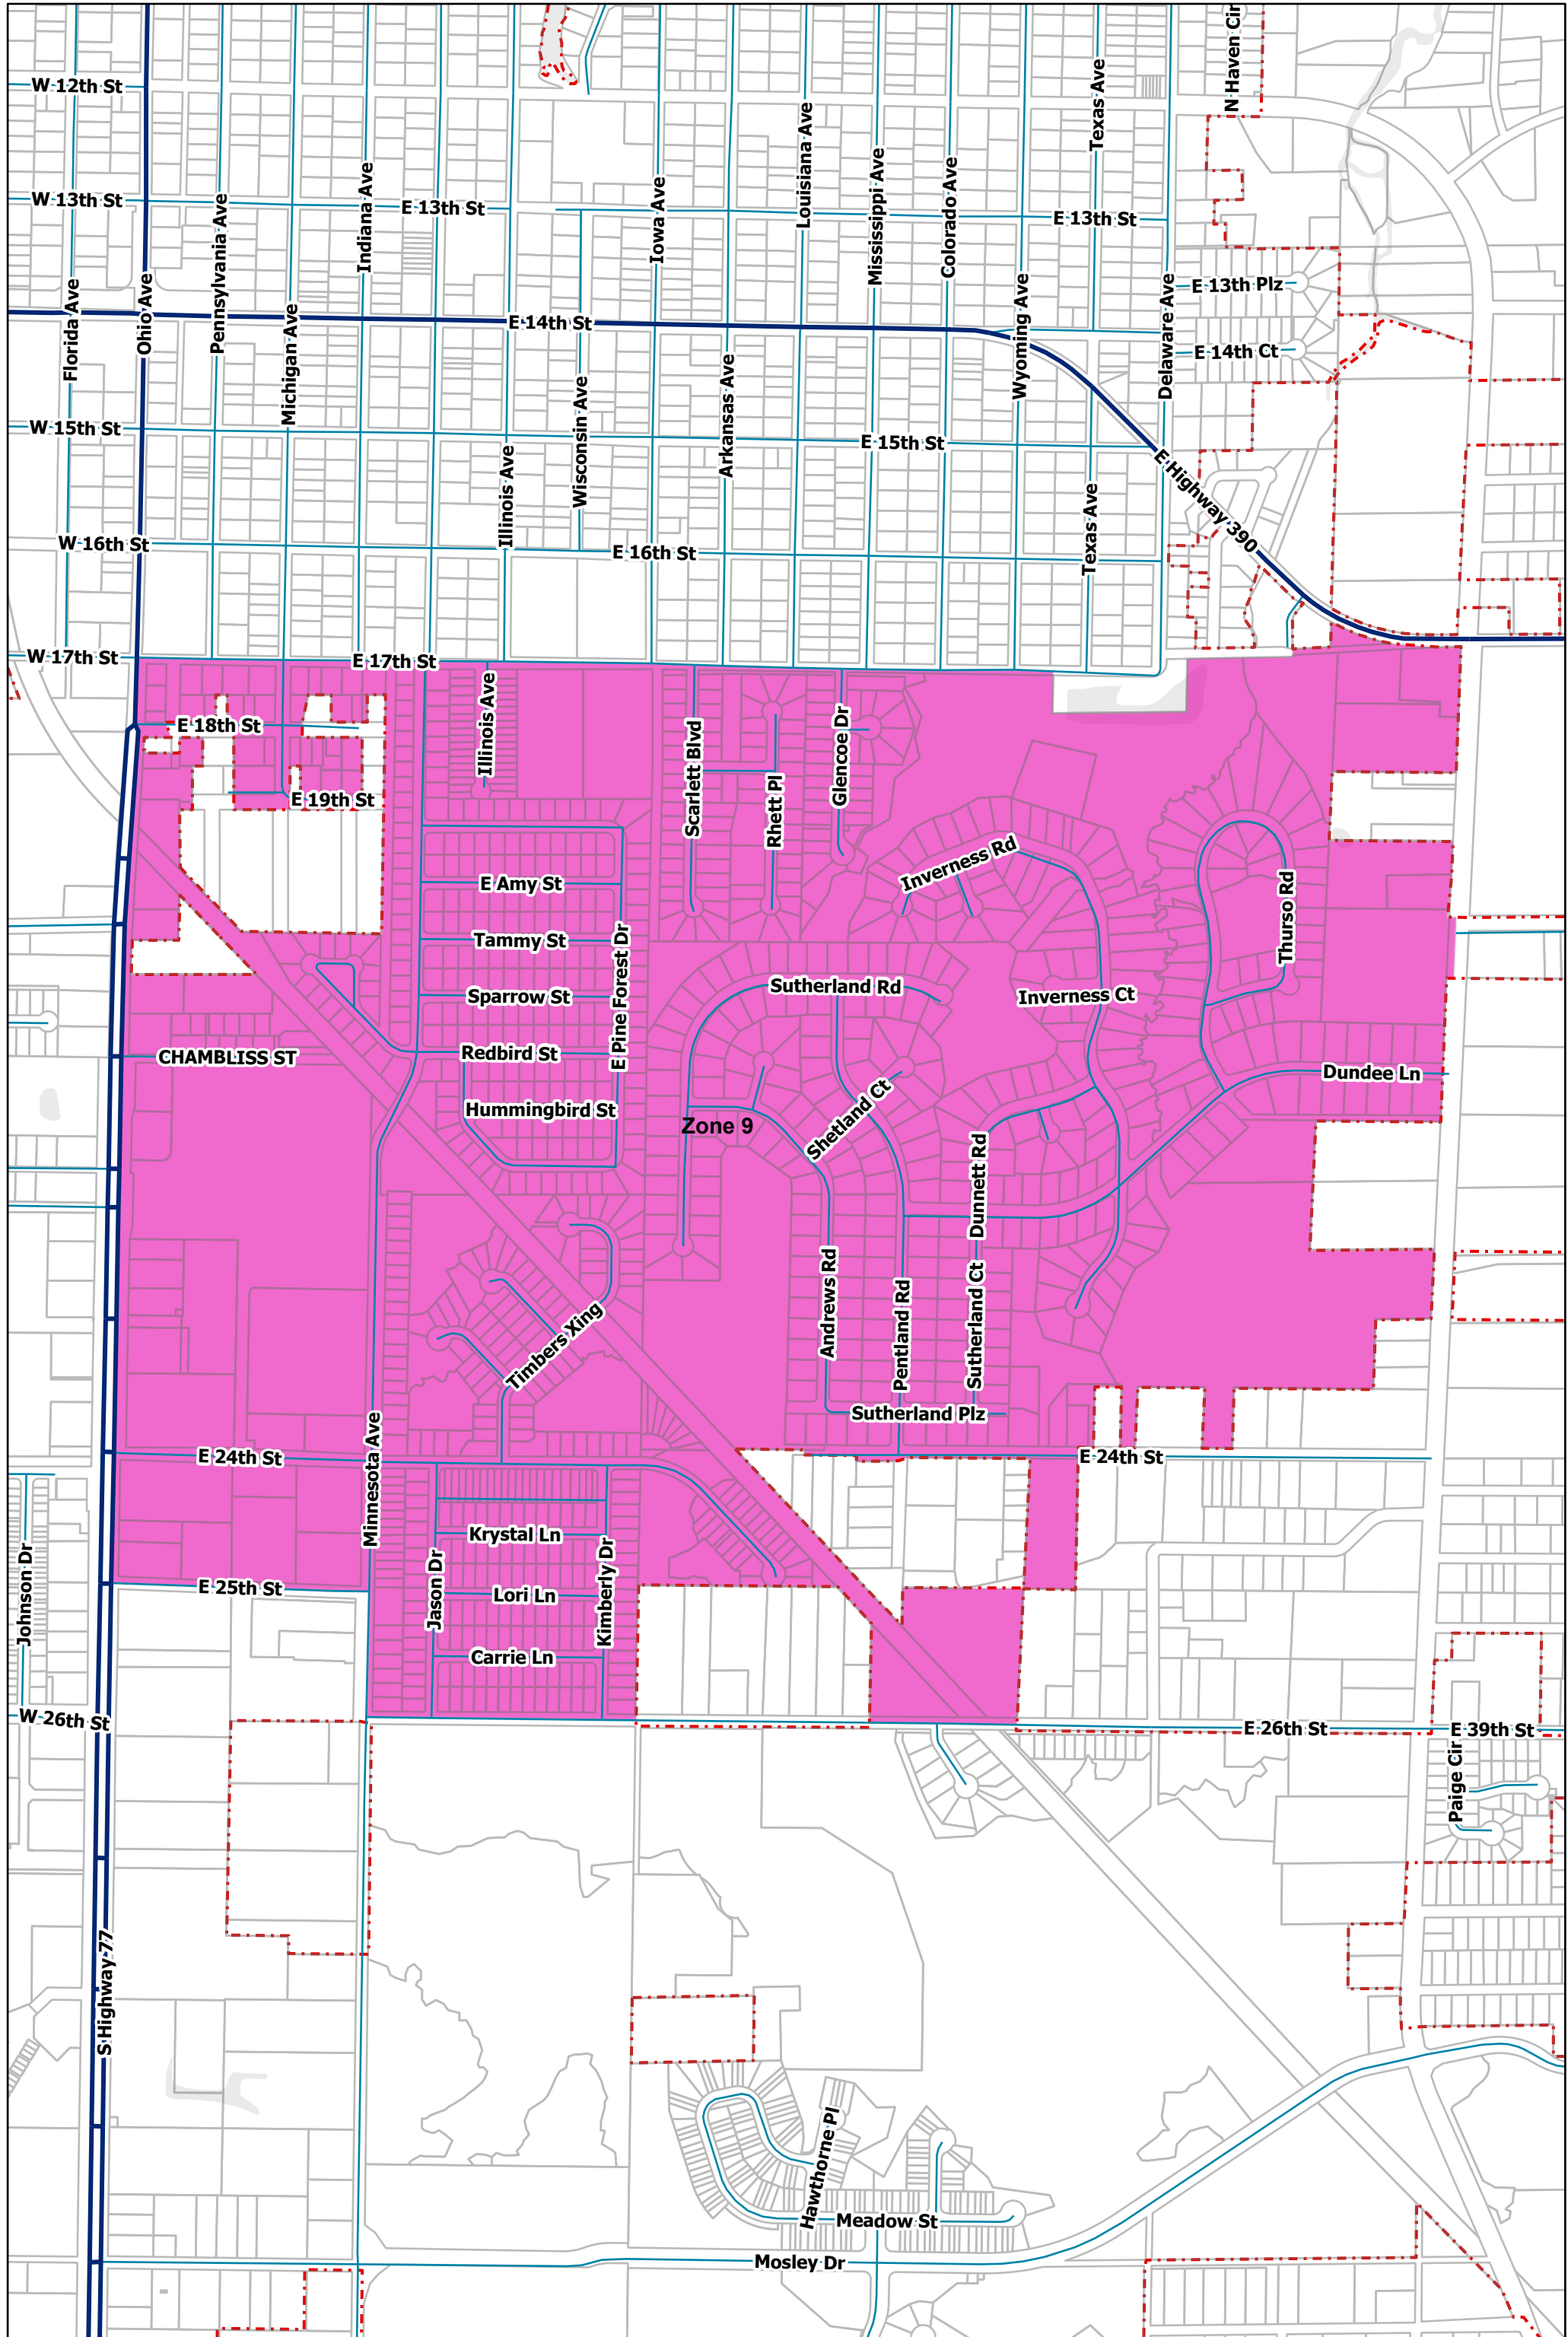 N Haven Cir
W 12th St
Texas Ave
Louisiana Ave
Mississippi Ave
Colorado Ave
Indiana Ave
Iowa Ave
W 13th St
Pennsylvania Ave
E 13th St
E 13th St
Florida Ave
Ohio Ave
Michigan Ave
E 14th St
Wyoming Ave
Delaware Ave
E 13th Plz
E 14th Ct
Arkansas Ave
Wisconsin Ave
W 15th St
E 15th St
Illinois Ave
Texas Ave
E Highway 390
W 16th St
E 16th St
W 17th St
E 17th St
E 18th St
Illinois Ave
Scarlett Blvd
Rhett Pl
Glencoe Dr
E 19th St
E Amy St
Inverness Rd
Thurso Rd
Tammy St
E Pine Forest Dr
Sparrow St
Sutherland Rd
Inverness Ct
CHAMBLISS ST
Redbird St
Dundee Ln
Hummingbird St
Zone 9
Shetland Ct
Dunnett Rd
Andrews Rd
Pentland Rd
Sutherland Ct
Timbers Xing
Sutherland Plz
Minnesota Ave
E 24th St
E 24th St
Krystal Ln
Johnson Dr
E 25th St
Jason Dr
Lori Ln
Kimberly Dr
Carrie Ln
W 26th St
E 26th St
E 39th St
Paige Cir
S Highway 77
Hawthorne Pl
Meadow St
Mosley Dr